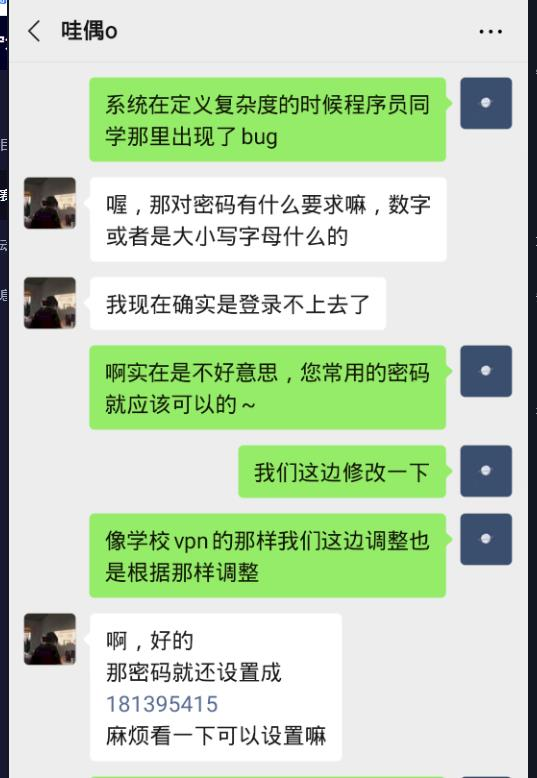 哇偶o
系统在定义复杂度的时候程序员同
学那里出现了bug
喔，那对密码有什么要求嘛，数字
或者是大小写字母什么的
我现在确实是登录不上去了
啊实在是不好意思，您常用的密码
就应该可以的～
我们这边修改一下
像学校vpn的那样我们这边调整也
是根据那样调整
啊，好的
那密码就还设置成
181395415
麻烦看一下可以设置嘛